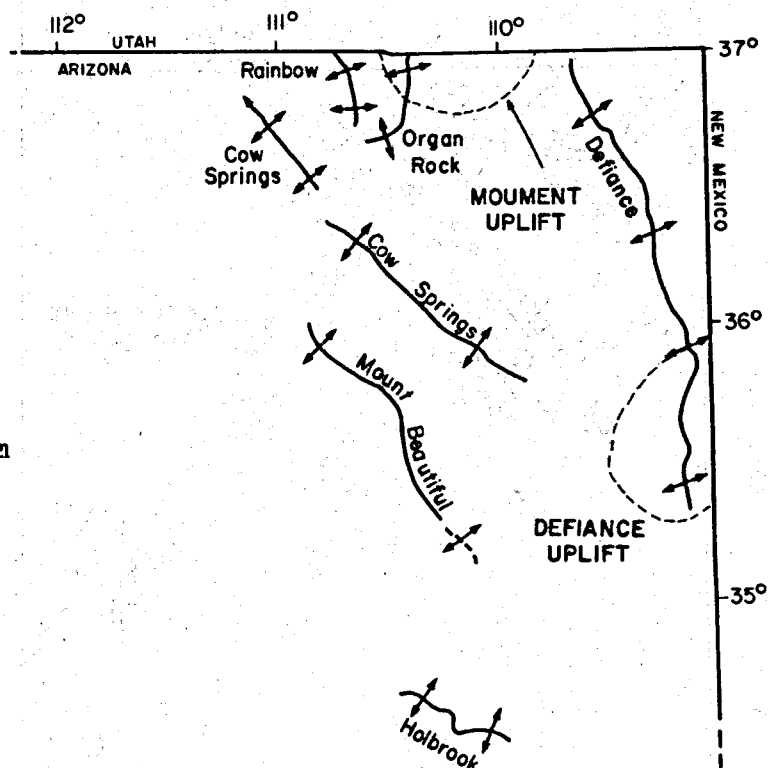 112° 111° 110°
UTAH
37°
ARIZONA
Rainbow
Organ
Rock
Cow
Springs
MOUMENT
UPLIFT
Defiance
NEW MEXICO
Cow Springs
36°
Mount
Beautiful
DEFIANCE
UPLIFT
35°
Holbrook